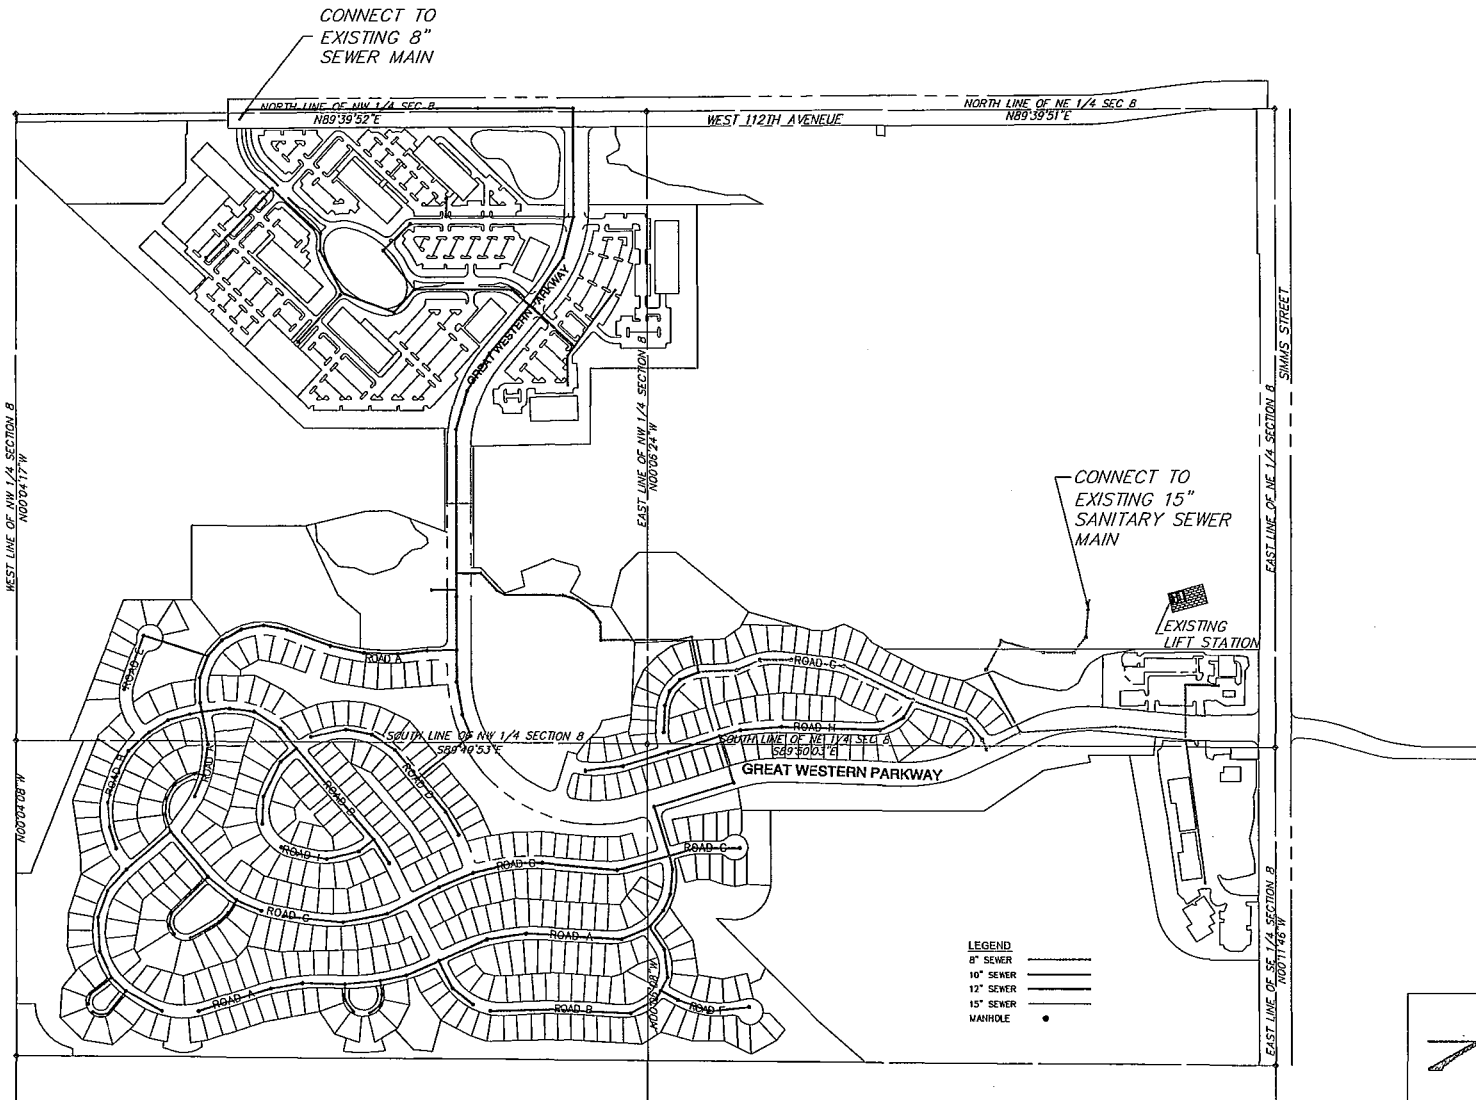 CONNECT TO
EXISTING 8"
SEWER MAIN
NORTH LINE OF NW 1/4 SEC 8
N89°39'52"E
NORTH LINE OF NE 1/4 SEC 8
N89°39'51"E
WEST 112TH AVENEUE
SIMMS STREET
GREAT WESTERN PARKWAY
EAST LINE OF NW 1/4 SECTION 8
N00°06'24"W
WEST LINE OF NW 1/4 SECTION 8
N00°04'17"W
EAST LINE OF NE 1/4 SECTION 8
CONNECT TO
EXISTING 15"
SANITARY SEWER
MAIN
EXISTING
LIFT STATION
ROAD E
ROAD A
ROAD G
ROAD H
SOUTH LINE OF NW 1/4 SECTION 8
S89°49'53"E
SOUTH LINE OF NE 1/4 SEC 8
S89°50'03"E
GREAT WESTERN PARKWAY
N00°04'08"W
ROAD D
ROAD I
ROAD G
ROAD G
ROAD G
ROAD A
ROAD A
ROAD B
ROAD F
EAST LINE OF SE 1/4 SECTION 8
N00°11'46"W
LEGEND
8" SEWER
10" SEWER
12" SEWER
15" SEWER
MANHOLE